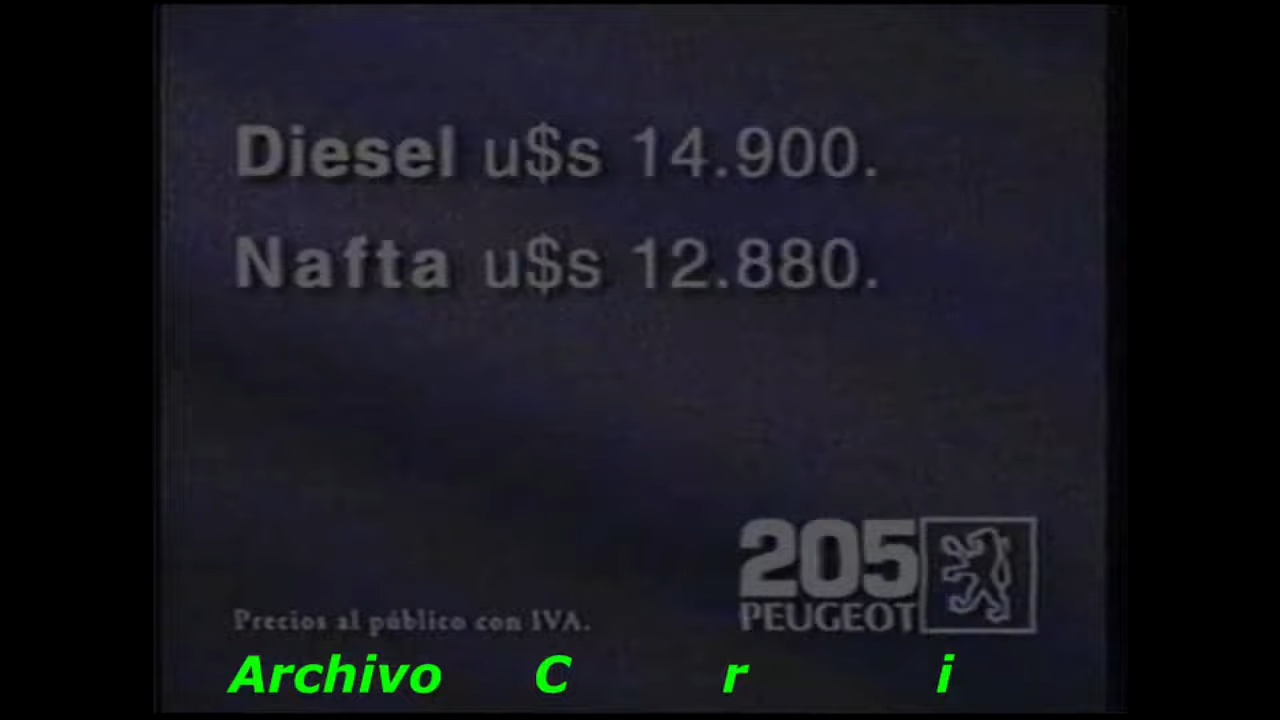 Diesel u$s 14.900.
Nafta u$s 12.880.
205
PEUGEOT
Precios al público con IVA.
Archivo C r i